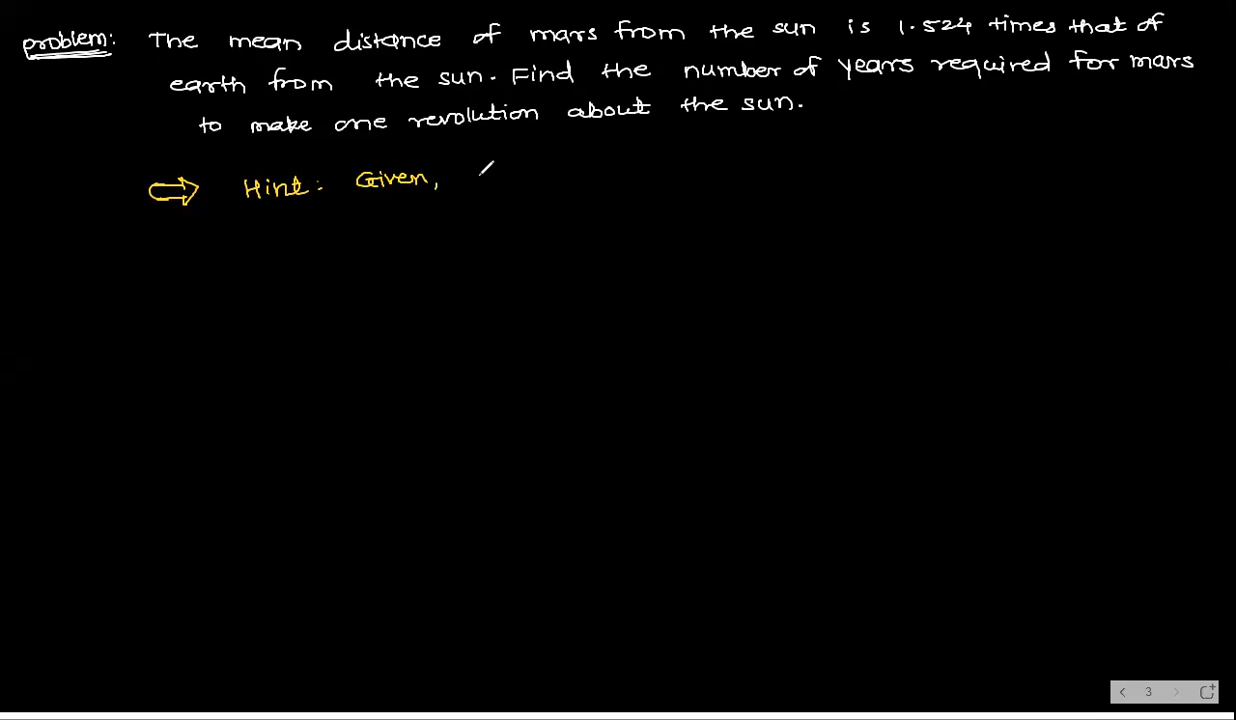 problem: The mean distance of mars from the sun is 1.524 times that of
earth from the sun. Find the number of years required for mars
to make one revolution about the sun.
Hint: Given,
3